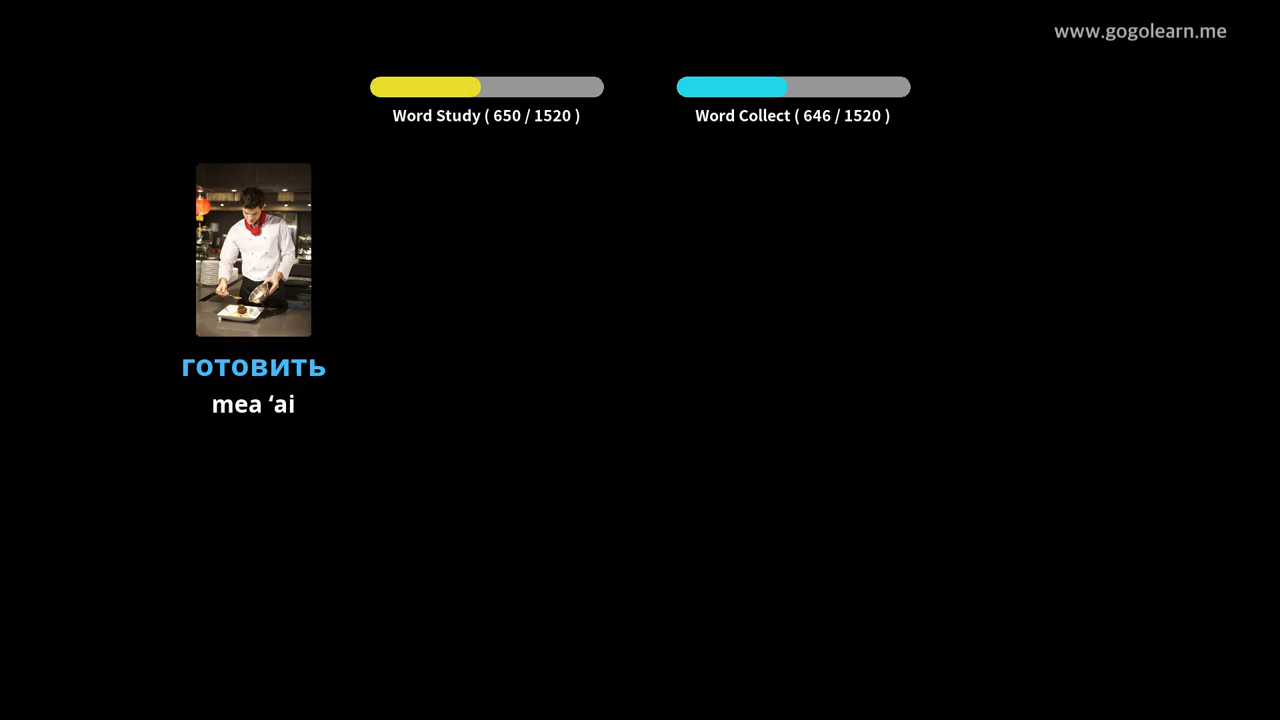 www.gogolearn.me
Word Study ( 650 / 1520 )
Word Collect ( 646 / 1520 )
готовить
mea ‘ai